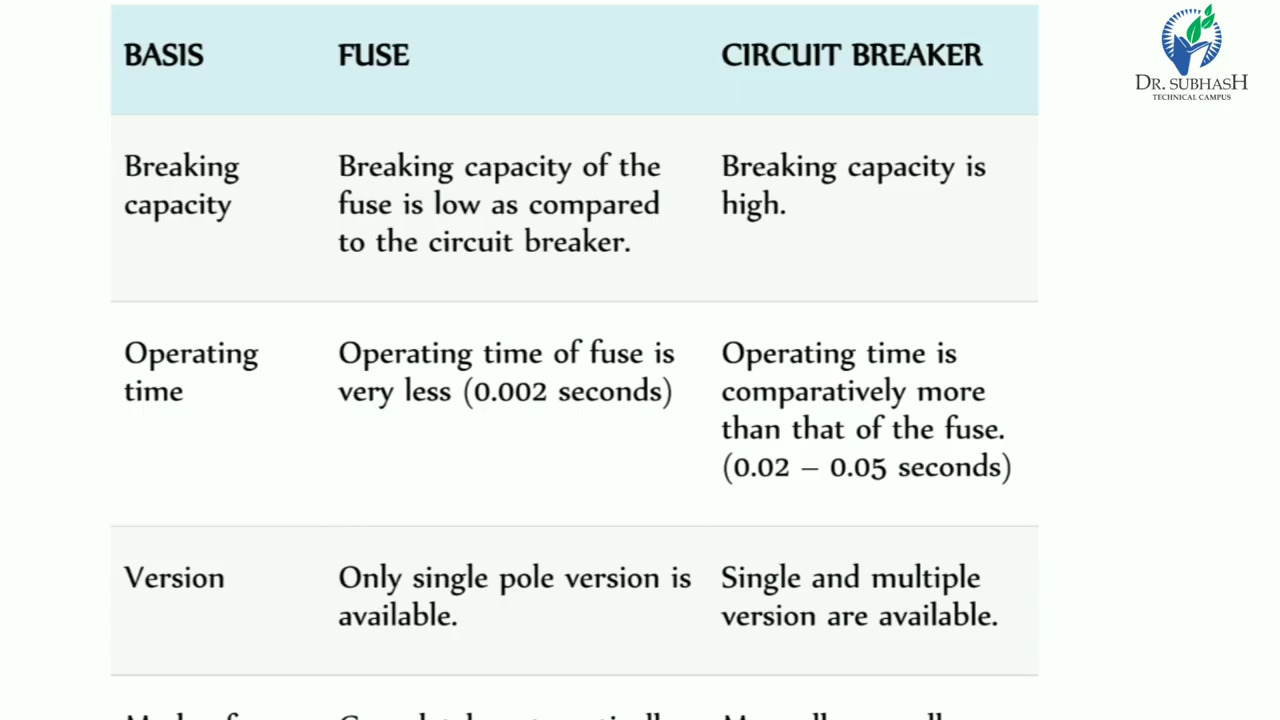 BASIS FUSE CIRCUIT BREAKER
DR. SUBHASH
TECHNICAL CAMPUS
Breaking
capacity
Breaking capacity of the
fuse is low as compared
to the circuit breaker.
Breaking capacity is
high.
Operating
time
Operating time of fuse is
very less (0.002 seconds)
Operating time is
comparatively more
than that of the fuse.
(0.02 – 0.05 seconds)
Version
Only single pole version is
available.
Single and multiple
version are available.